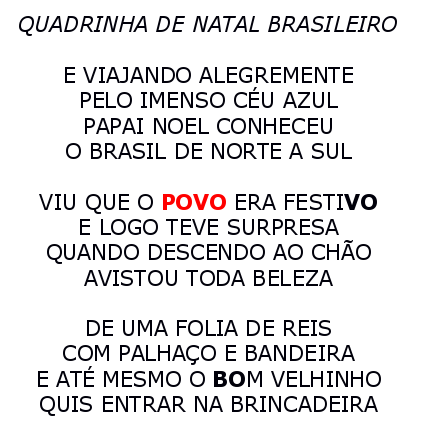 QUADRINHA DE NATAL BRASILEIRO
E VIAJANDO ALEGREMENTE
PELO IMENSO CÉU AZUL
PAPAI NOEL CONHECEU
O BRASIL DE NORTE A SUL
VIU QUE O POVO ERA FESTIVO
E LOGO TEVE SURPRESA
QUANDO DESCENDO AO CHÃO
AVISTOU TODA BELEZA
DE UMA FOLIA DE REIS
COM PALHAÇO E BANDEIRA
E ATÉ MESMO O BOM VELHINHO
QUIS ENTRAR NA BRINCADEIRA